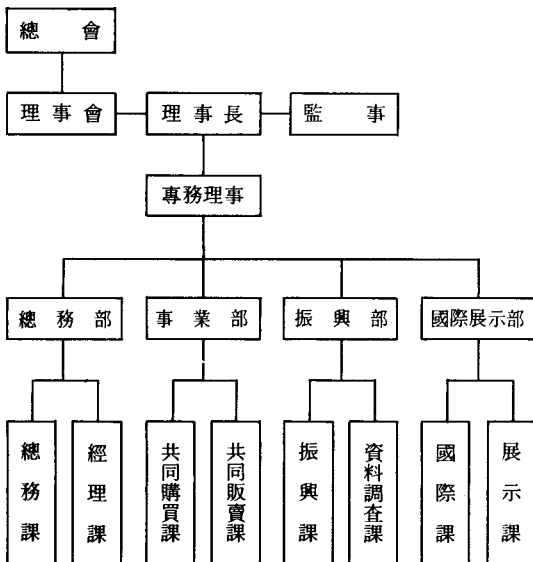 總會
理事會
理事長
監事
專務理事
總務部
事業部
振興部
國際展示部
總務課
經理課
共同購買課
共同販賣課
振興課
資料調査課
國際課
展示課